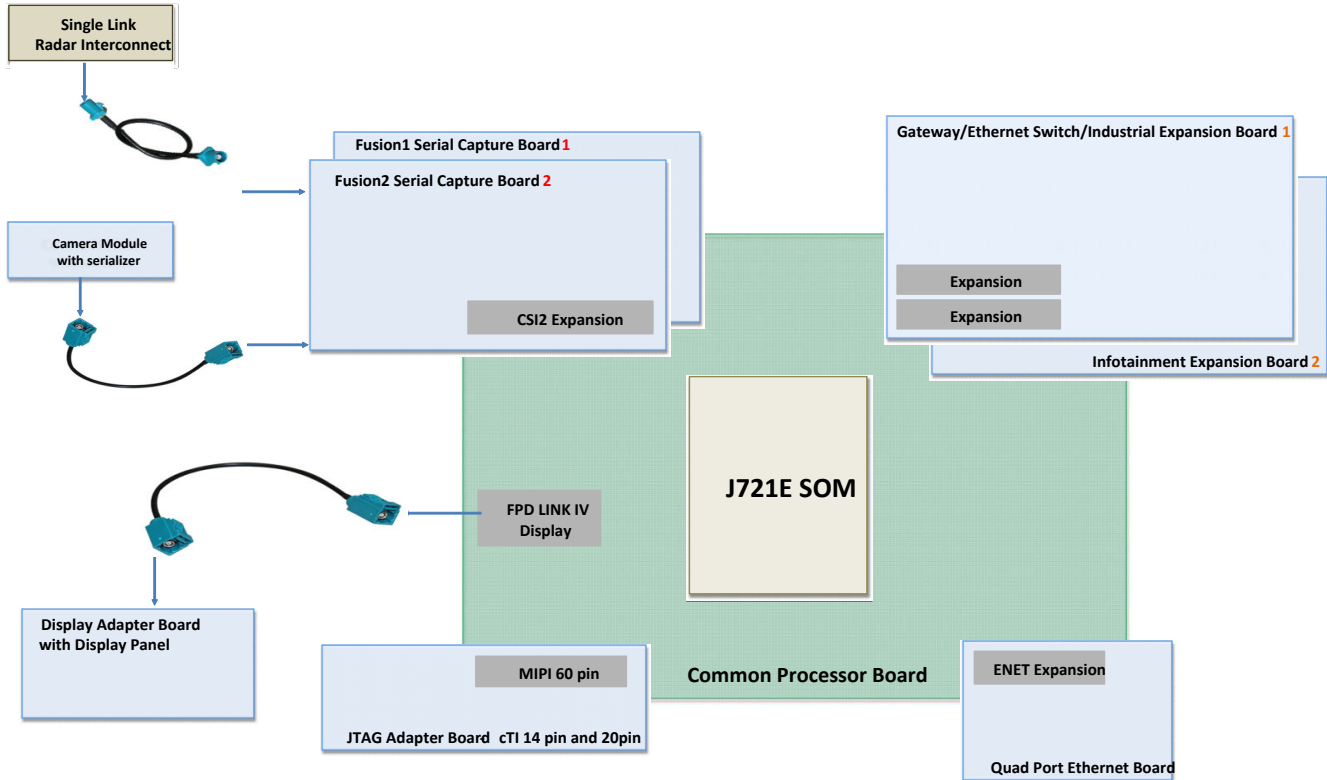 Single Link
Radar Interconnect
Fusion1 Serial Capture Board 1
Fusion2 Serial Capture Board 2
CSI2 Expansion
Camera Module
with serializer
Gateway/Ethernet Switch/Industrial Expansion Board 1
Expansion
Expansion
Infotainment Expansion Board 2
J721E SOM
FPD LINK IV
Display
Display Adapter Board
with Display Panel
MIPI 60 pin
JTAG Adapter Board cTI 14 pin and 20pin
Common Processor Board
ENET Expansion
Quad Port Ethernet Board